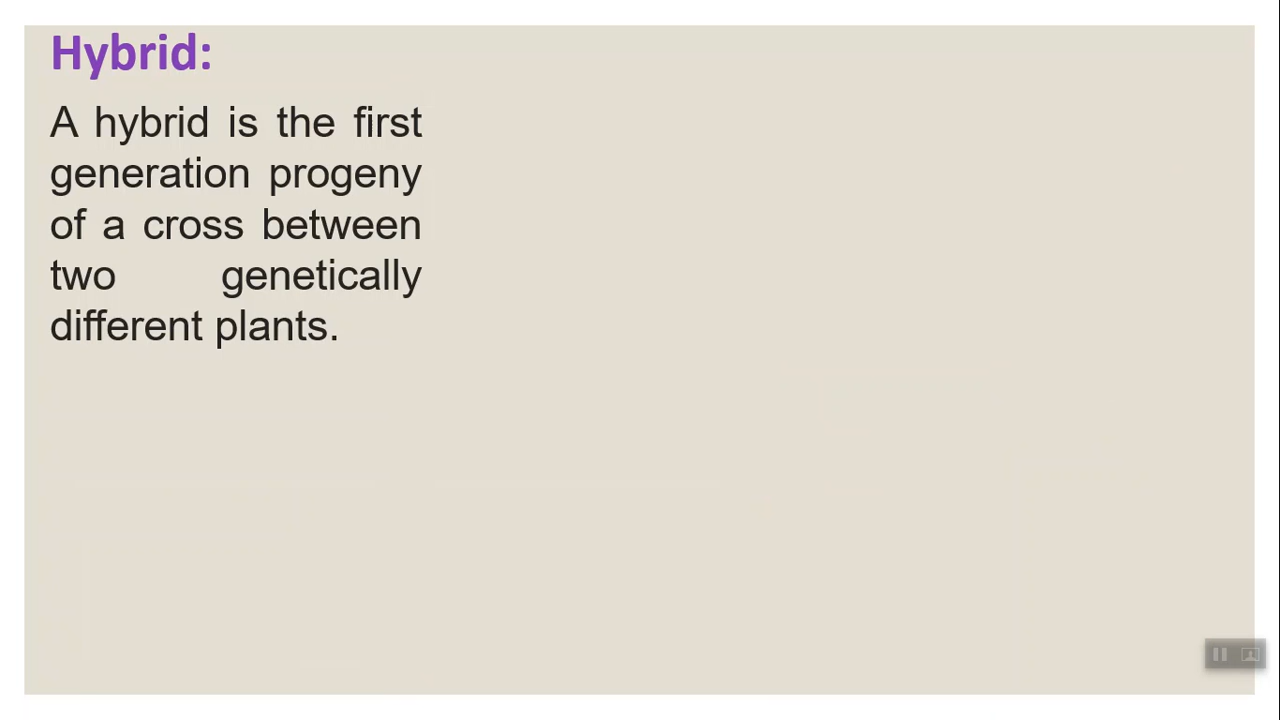 Hybrid:
A hybrid is the first
generation progeny
of a cross between
two genetically
different plants.